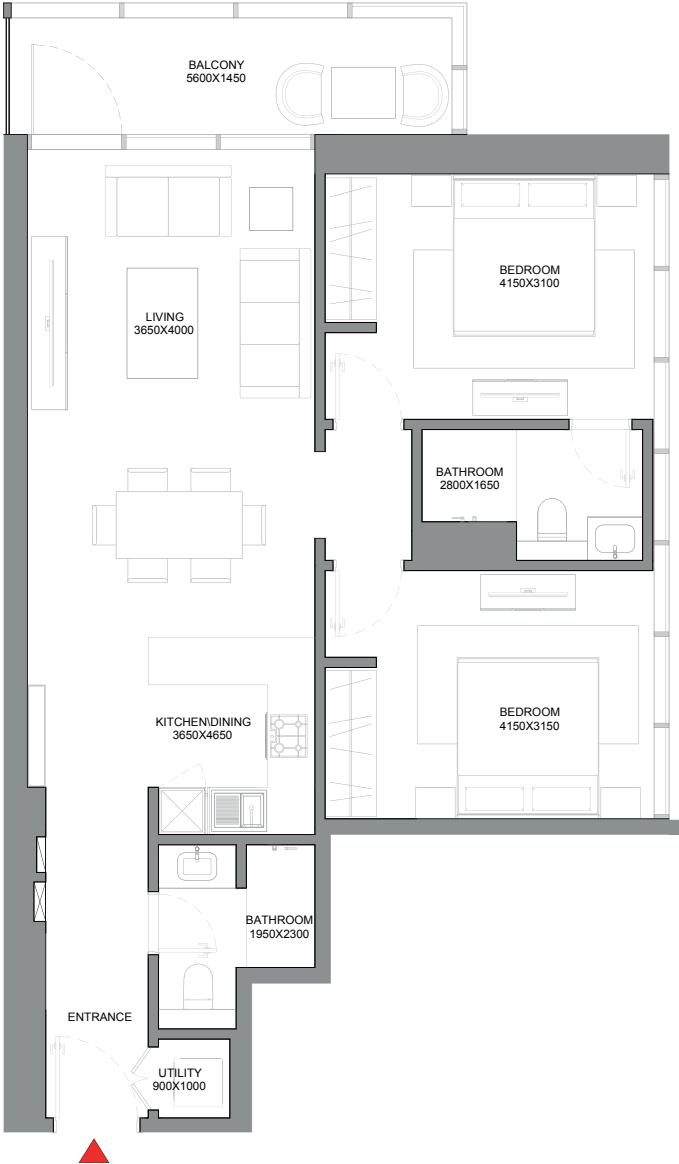 BALCONY
5600X1450
BEDROOM
4150X3100
LIVING
3650X4000
BATHROOM
2800X1650
BEDROOM
4150X3150
KITCHEN\DINING
3650X4650
BATHROOM
1950X2300
ENTRANCE
UTILITY
900X1000